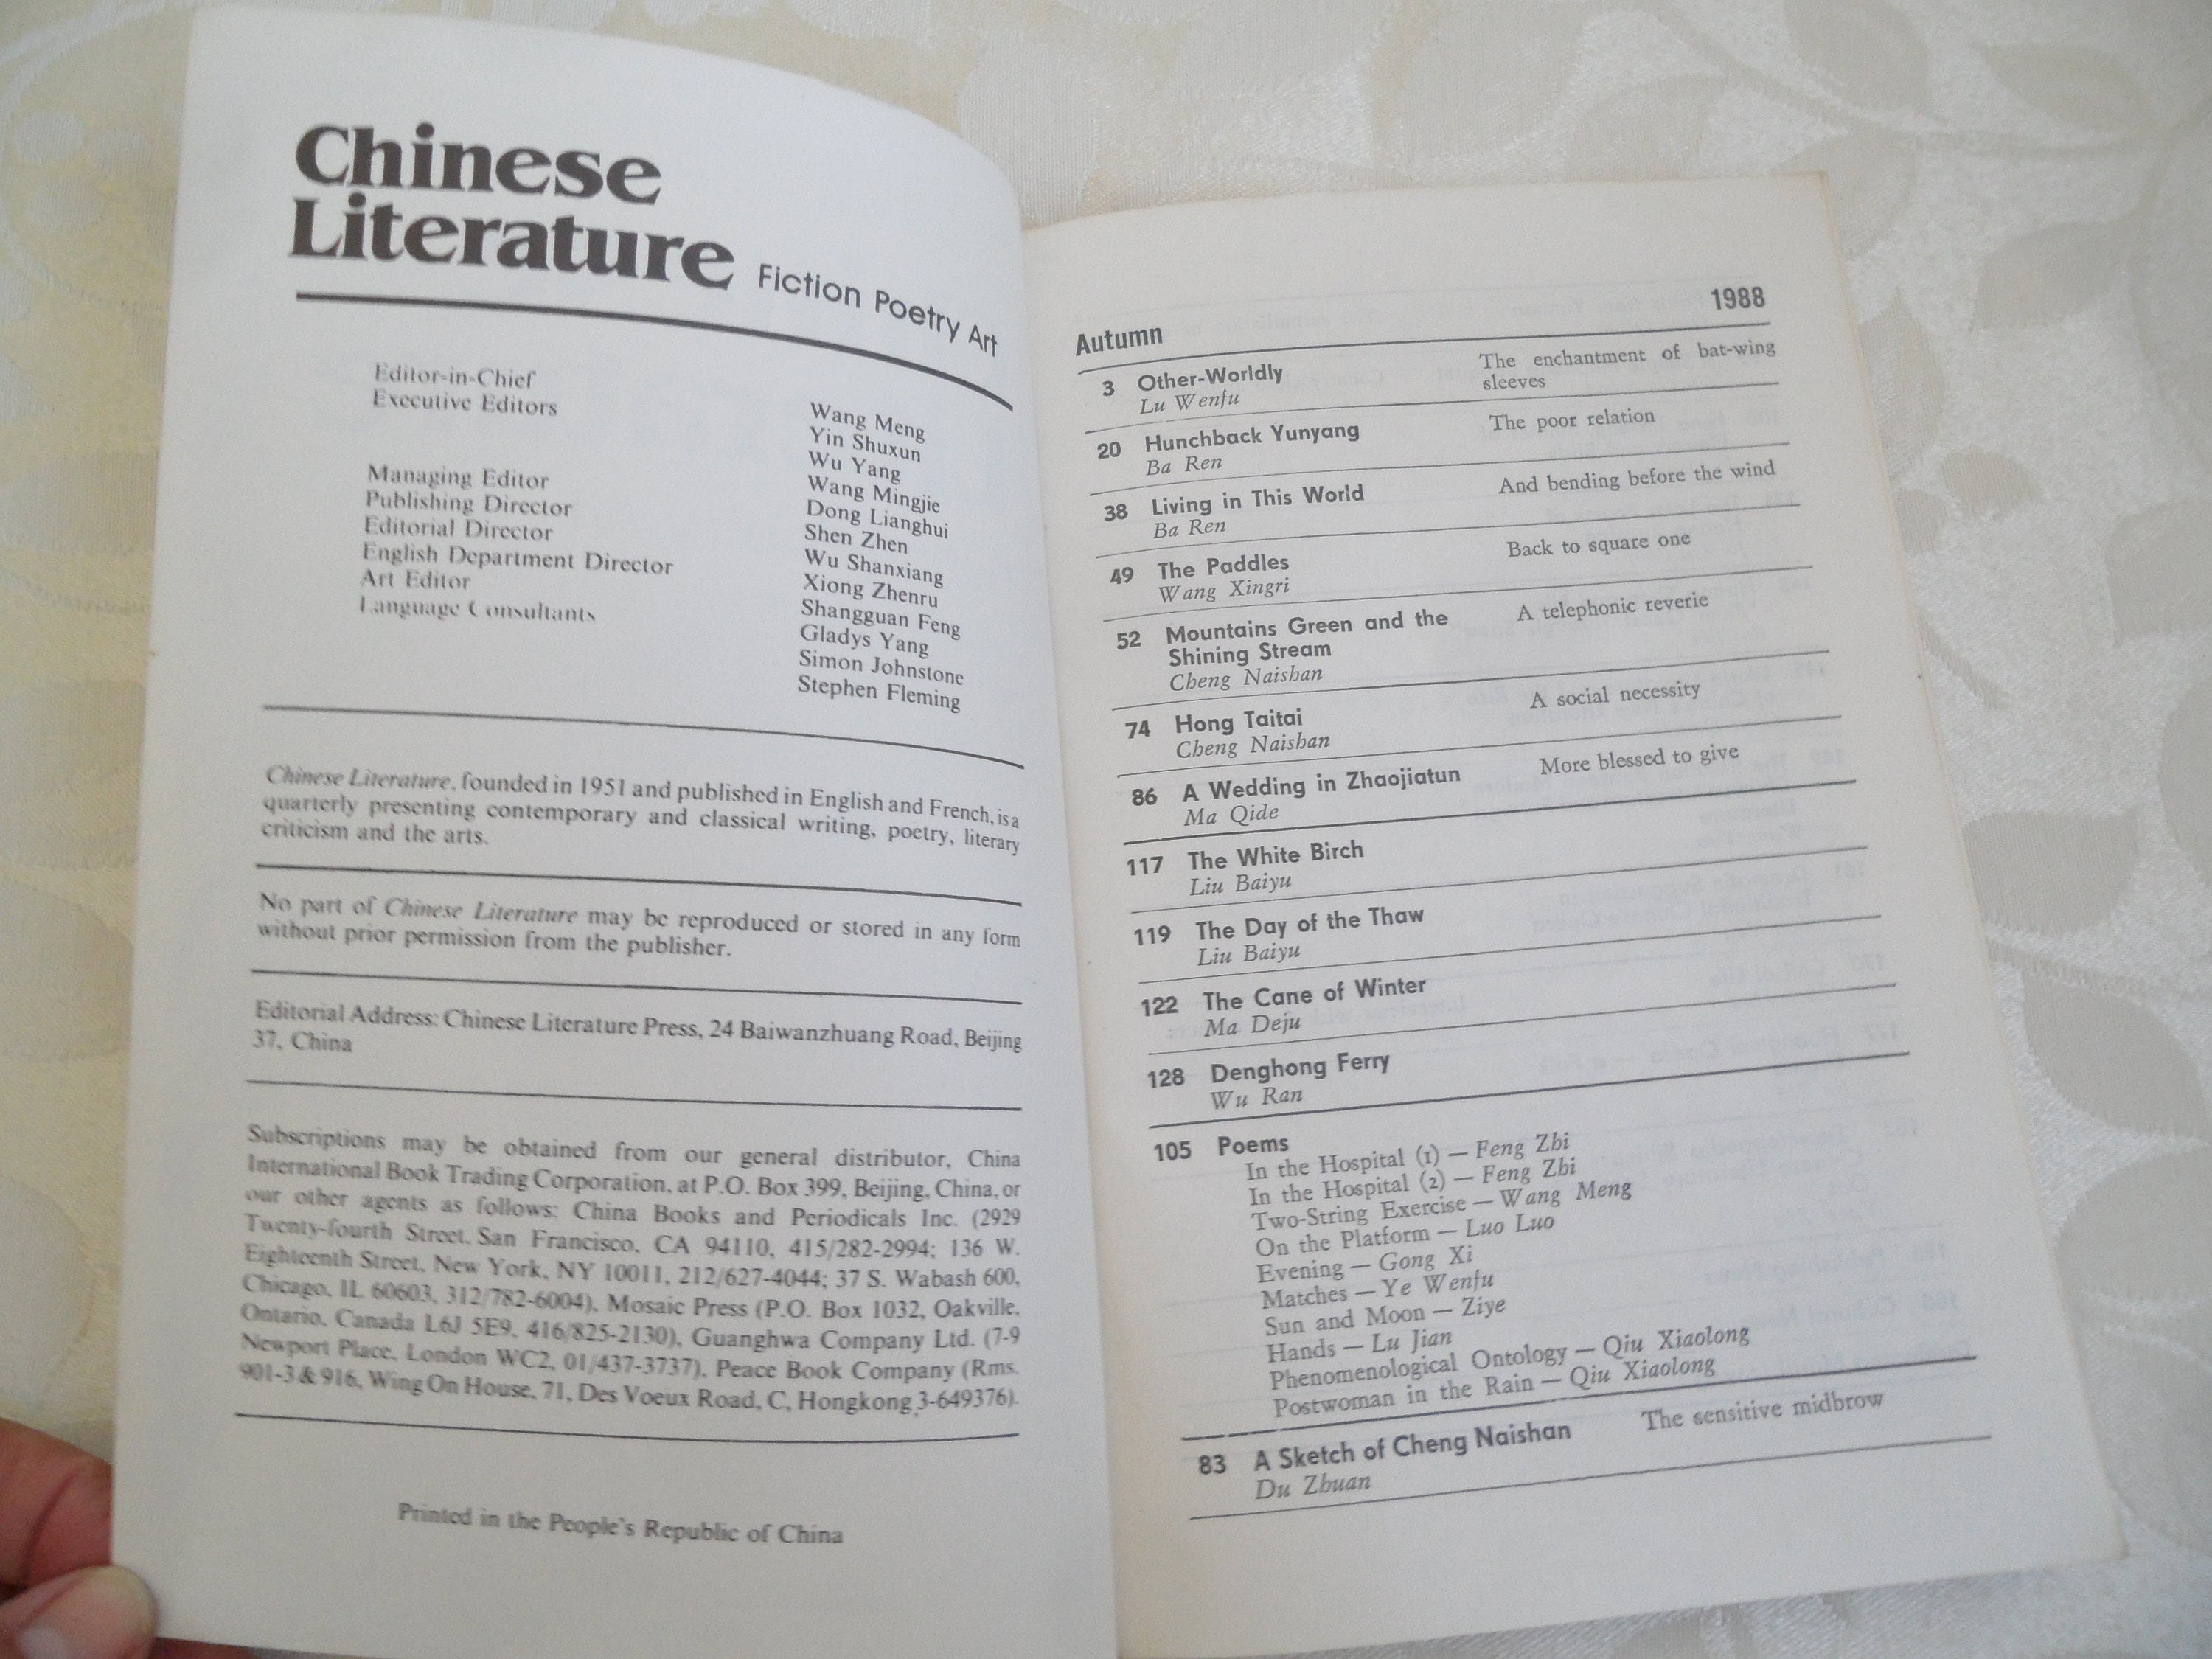 Chinese
Literature Fiction Poetry Art
Editor-in-Chief
Executive Editors
Managing Editor
Publishing Director
Editorial Director
English Department Director
Art Editor
Language Consultants
Wang Meng
Yin Shuxun
Wu Yang
Wang Mingjie
Dong Lianghui
Shen Zhen
Wu Shanxiang
Xiong Zhenru
Shangguan Feng
Gladys Yang
Simon Johnstone
Stephen Fleming
Chinese Literature, founded in 1951 and published in English and French, is a
quarterly presenting contemporary and classical writing, poetry, literary
criticism and the arts.
No part of Chinese Literature may be reproduced or stored in any form
without prior permission from the publisher.
Editorial Address: Chinese Literature Press, 24 Baiwanzhuang Road, Beijing
37, China
Subscriptions may be obtained from our general distributor, China
International Book Trading Corporation, at P.O. Box 399, Beijing, China, or
our other agents as follows: China Books and Periodicals Inc. (2929
Twenty-fourth Street, San Francisco, CA 94110, 415/282-2994; 136 W.
Eighteenth Street, New York, NY 10011, 212/627-4044; 37 S. Wabash 600,
Chicago, IL 60603, 312/782-6004), Mosaic Press (P.O. Box 1032, Oakville,
Ontario, Canada L6J 5E9, 416/825-2130), Guanghwa Company Ltd. (7-9
Newport Place, London WC2, 01/437-3737), Peace Book Company (Rms.
901-3 & 916, Wing On House, 71, Des Voeux Road, C, Hongkong 3-649376).
Printed in the People's Republic of China
Autumn 1988
3 Other-Worldly The enchantment of bat-wing
sleeves
Lu Wenfu
20 Hunchback Yunyang The poor relation
Ba Ren
38 Living in This World And bending before the wind
Ba Ren
49 The Paddles Back to square one
Wang Xingri
52 Mountains Green and the A telephonic reverie
Shining Stream
Cheng Naishan
74 Hong Taitai A social necessity
Cheng Naishan
86 A Wedding in Zhaojiatun More blessed to give
Ma Qide
117 The White Birch
Liu Baiyu
119 The Day of the Thaw
Liu Baiyu
122 The Cane of Winter
Ma Deju
128 Denghong Ferry
Wu Ran
105 Poems
In the Hospital (1) — Feng Zhi
In the Hospital (2) — Feng Zhi
Two-String Exercise — Wang Meng
On the Platform — Luo Luo
Evening — Gong Xi
Matches — Ye Wenfu
Sun and Moon — Ziye
Hands — Lu Jian
Phenomenological Ontology — Qiu Xiaolong
Postwoman in the Rain — Qiu Xiaolong
83 A Sketch of Cheng Naishan The sensitive midbrow
Du Zhuan